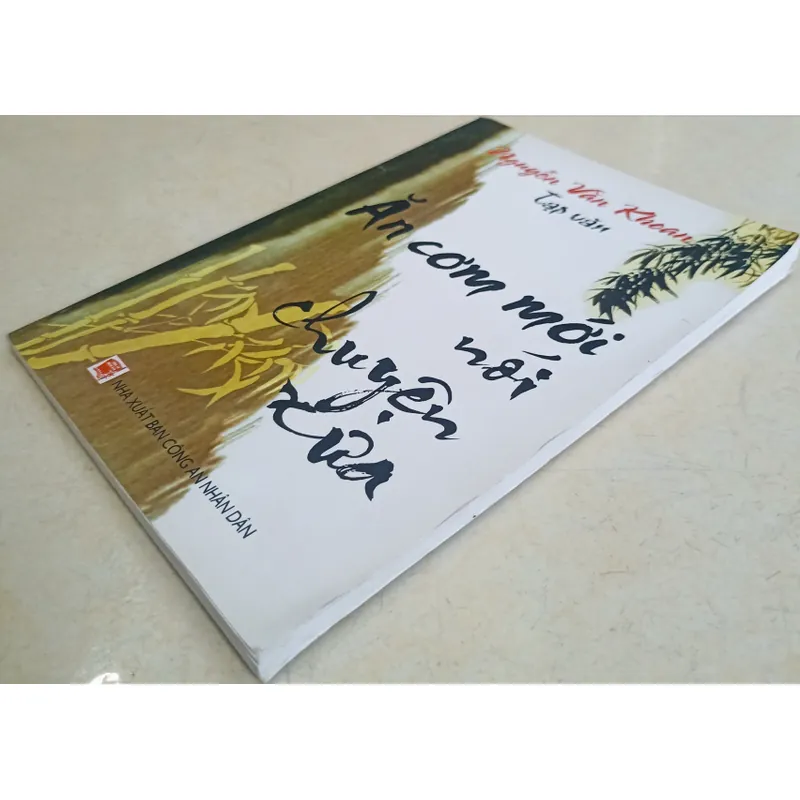 Nguyễn Văn Khoan
Tạp văn
Ăn cơm mới
nói
chuyện
xưa
NHÀ XUẤT BẢN CÔNG AN NHÂN DÂN